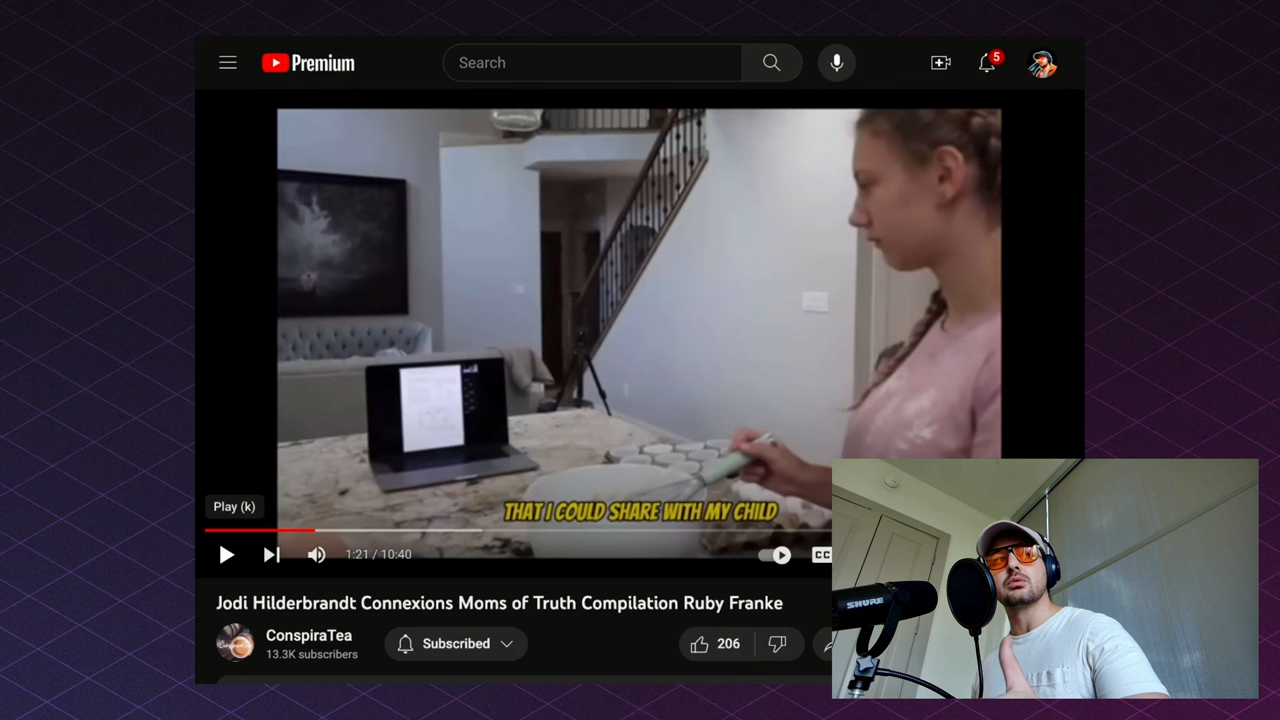 Premium
Search
5
THAT I COULD SHARE WITH MY CHILD
Play (k)
1:21 / 10:40
CC
Jodi Hilderbrandt Connexions Moms of Truth Compilation Ruby Franke
ConspiraTea
13.3K subscribers
Subscribed
206
SHURE